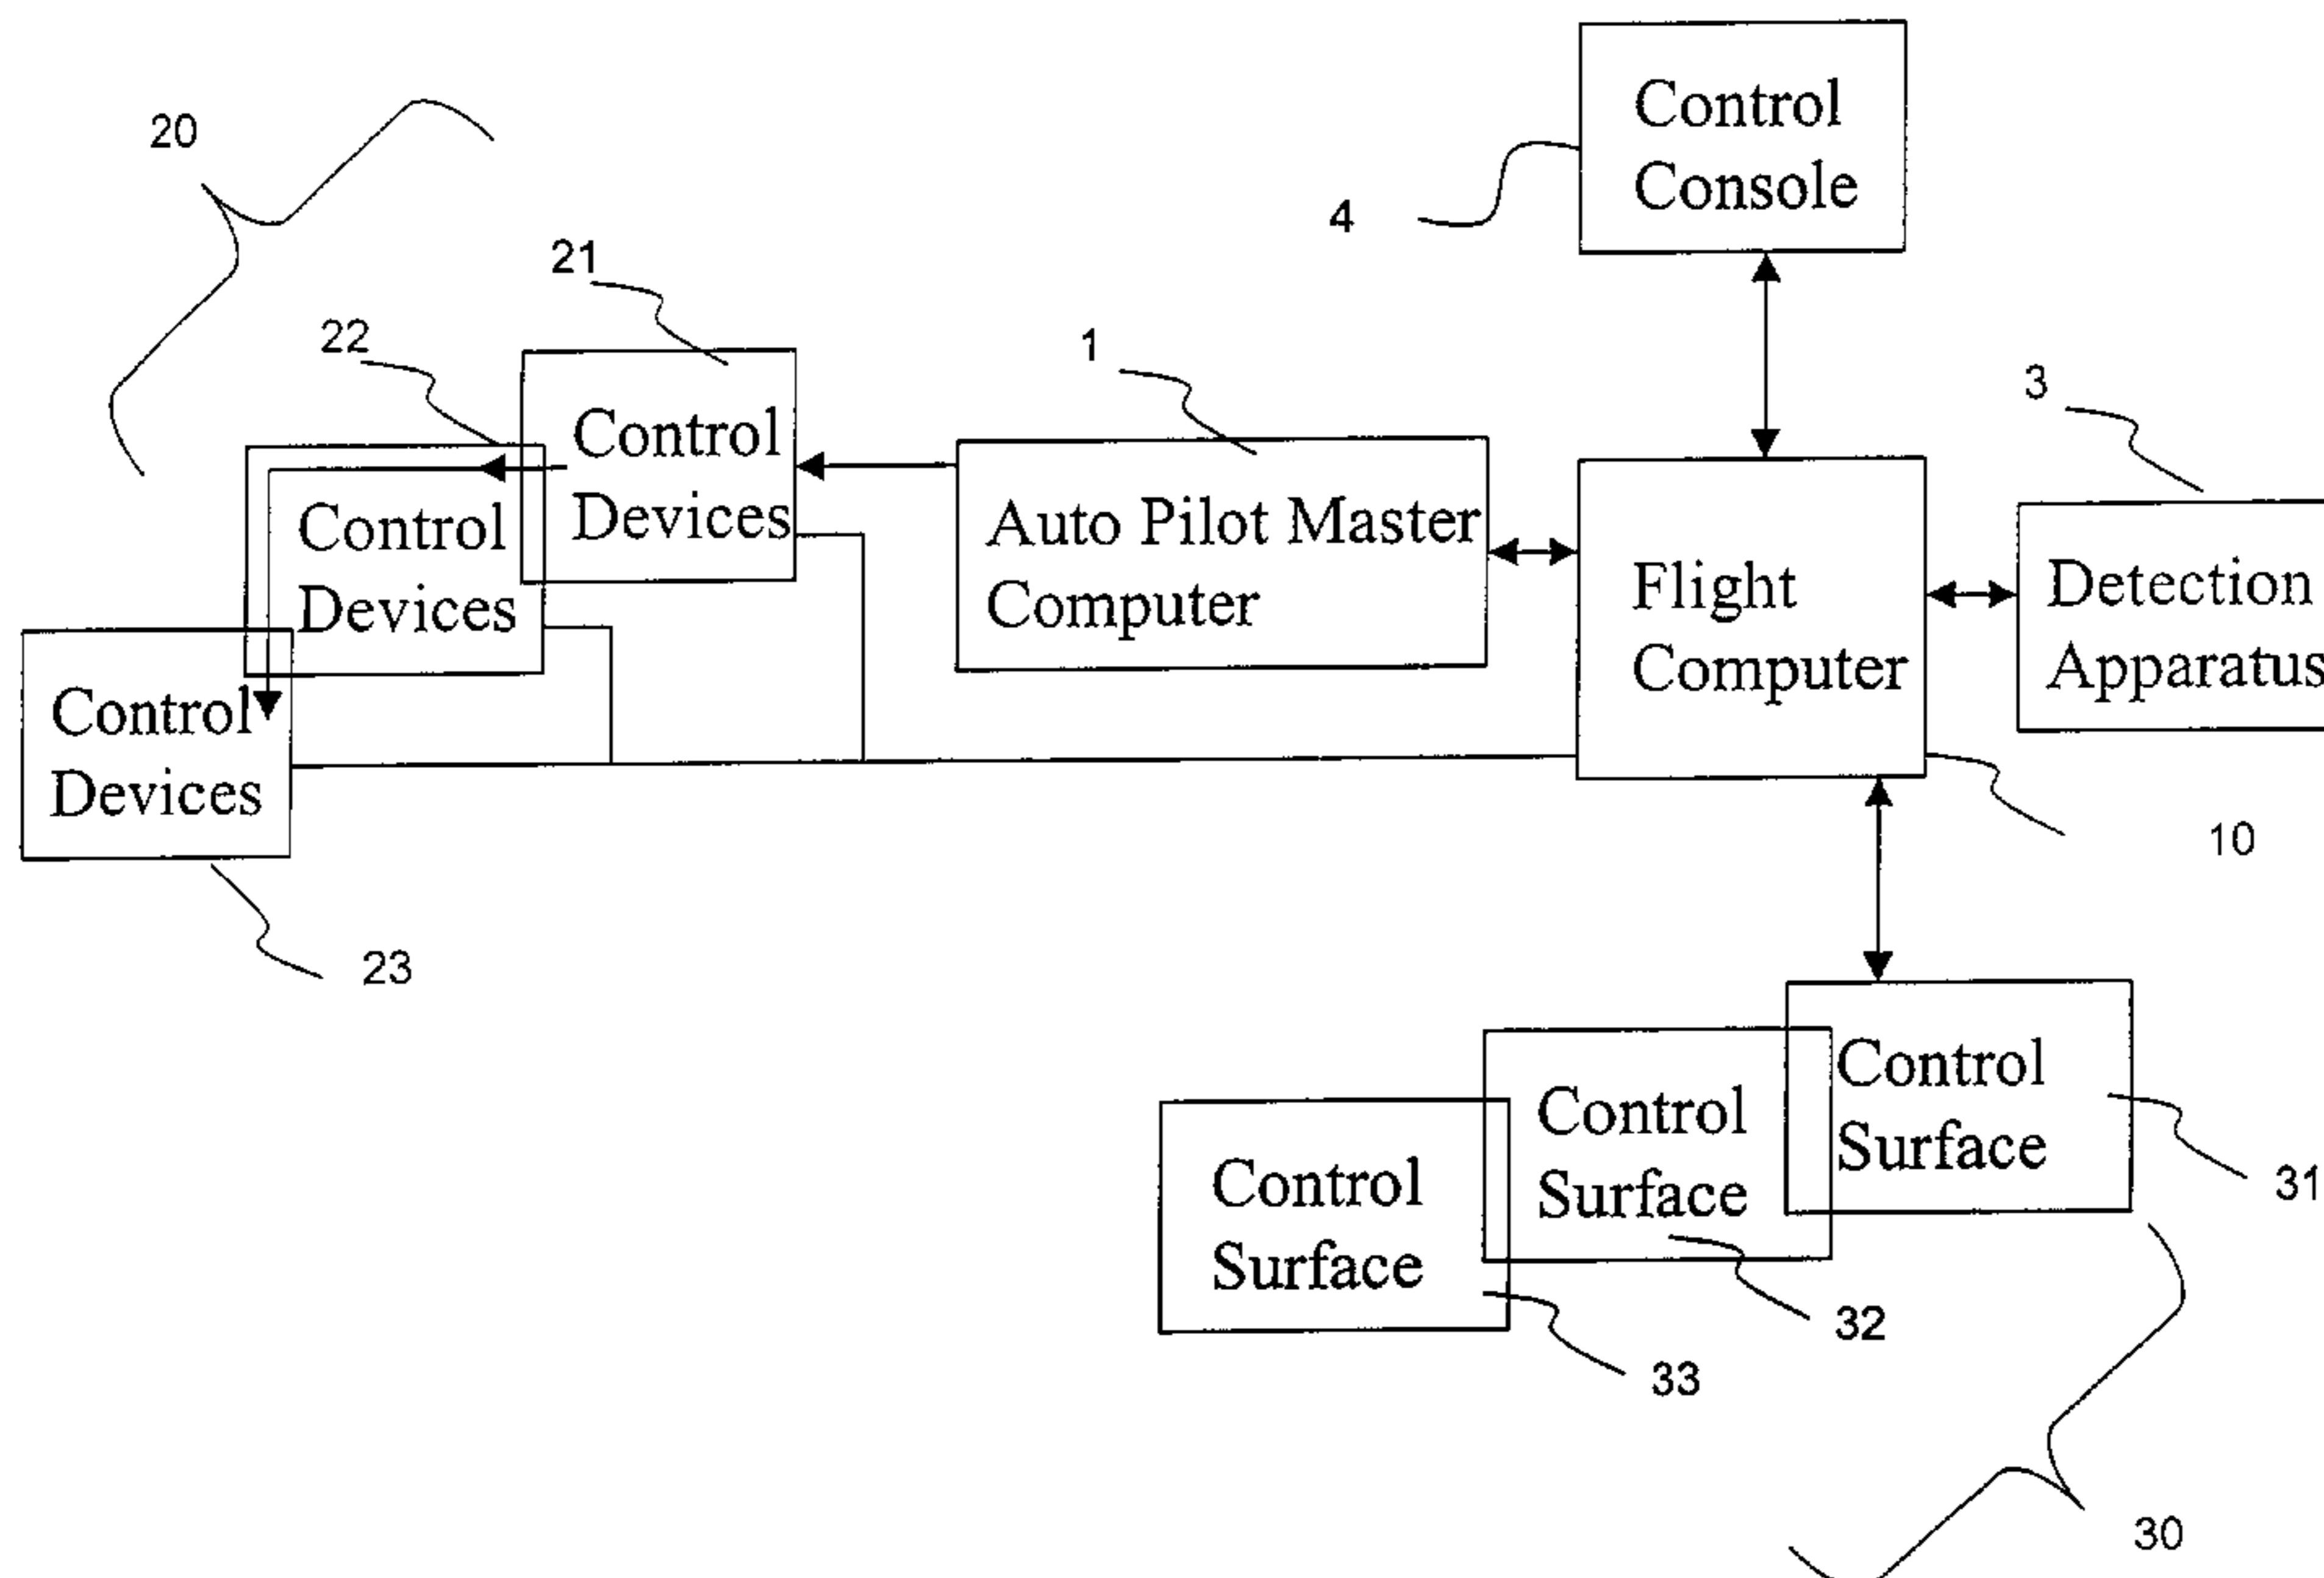 20
21
22
Control
Devices
Control
Devices
Control
Devices
23
1
Auto Pilot Master
Computer
4
Control
Console
Flight
Computer
10
3
Detection
Apparatus
Control
Surface
31
Control
Surface
32
Control
Surface
33
30